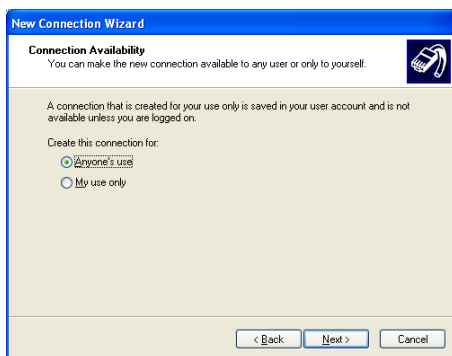 New Connection Wizard
Connection Availability
You can make the new connection available to any user or only to yourself.
A connection that is created for your use only is saved in your user account and is not
available unless you are logged on.
Create this connection for:
Anyone's use
My use only
< Back
Next >
Cancel